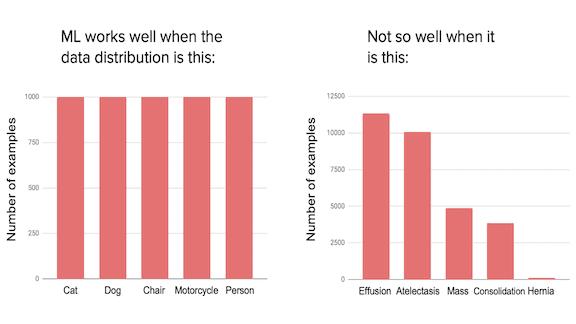 ML works well when the
data distribution is this:
Number of examples
1000
750
500
250
0
Cat Dog Chair Motorcycle Person
Not so well when it
is this:
Number of examples
12500
10000
7500
5000
2500
0
Effusion Atelectasis Mass Consolidation Hernia